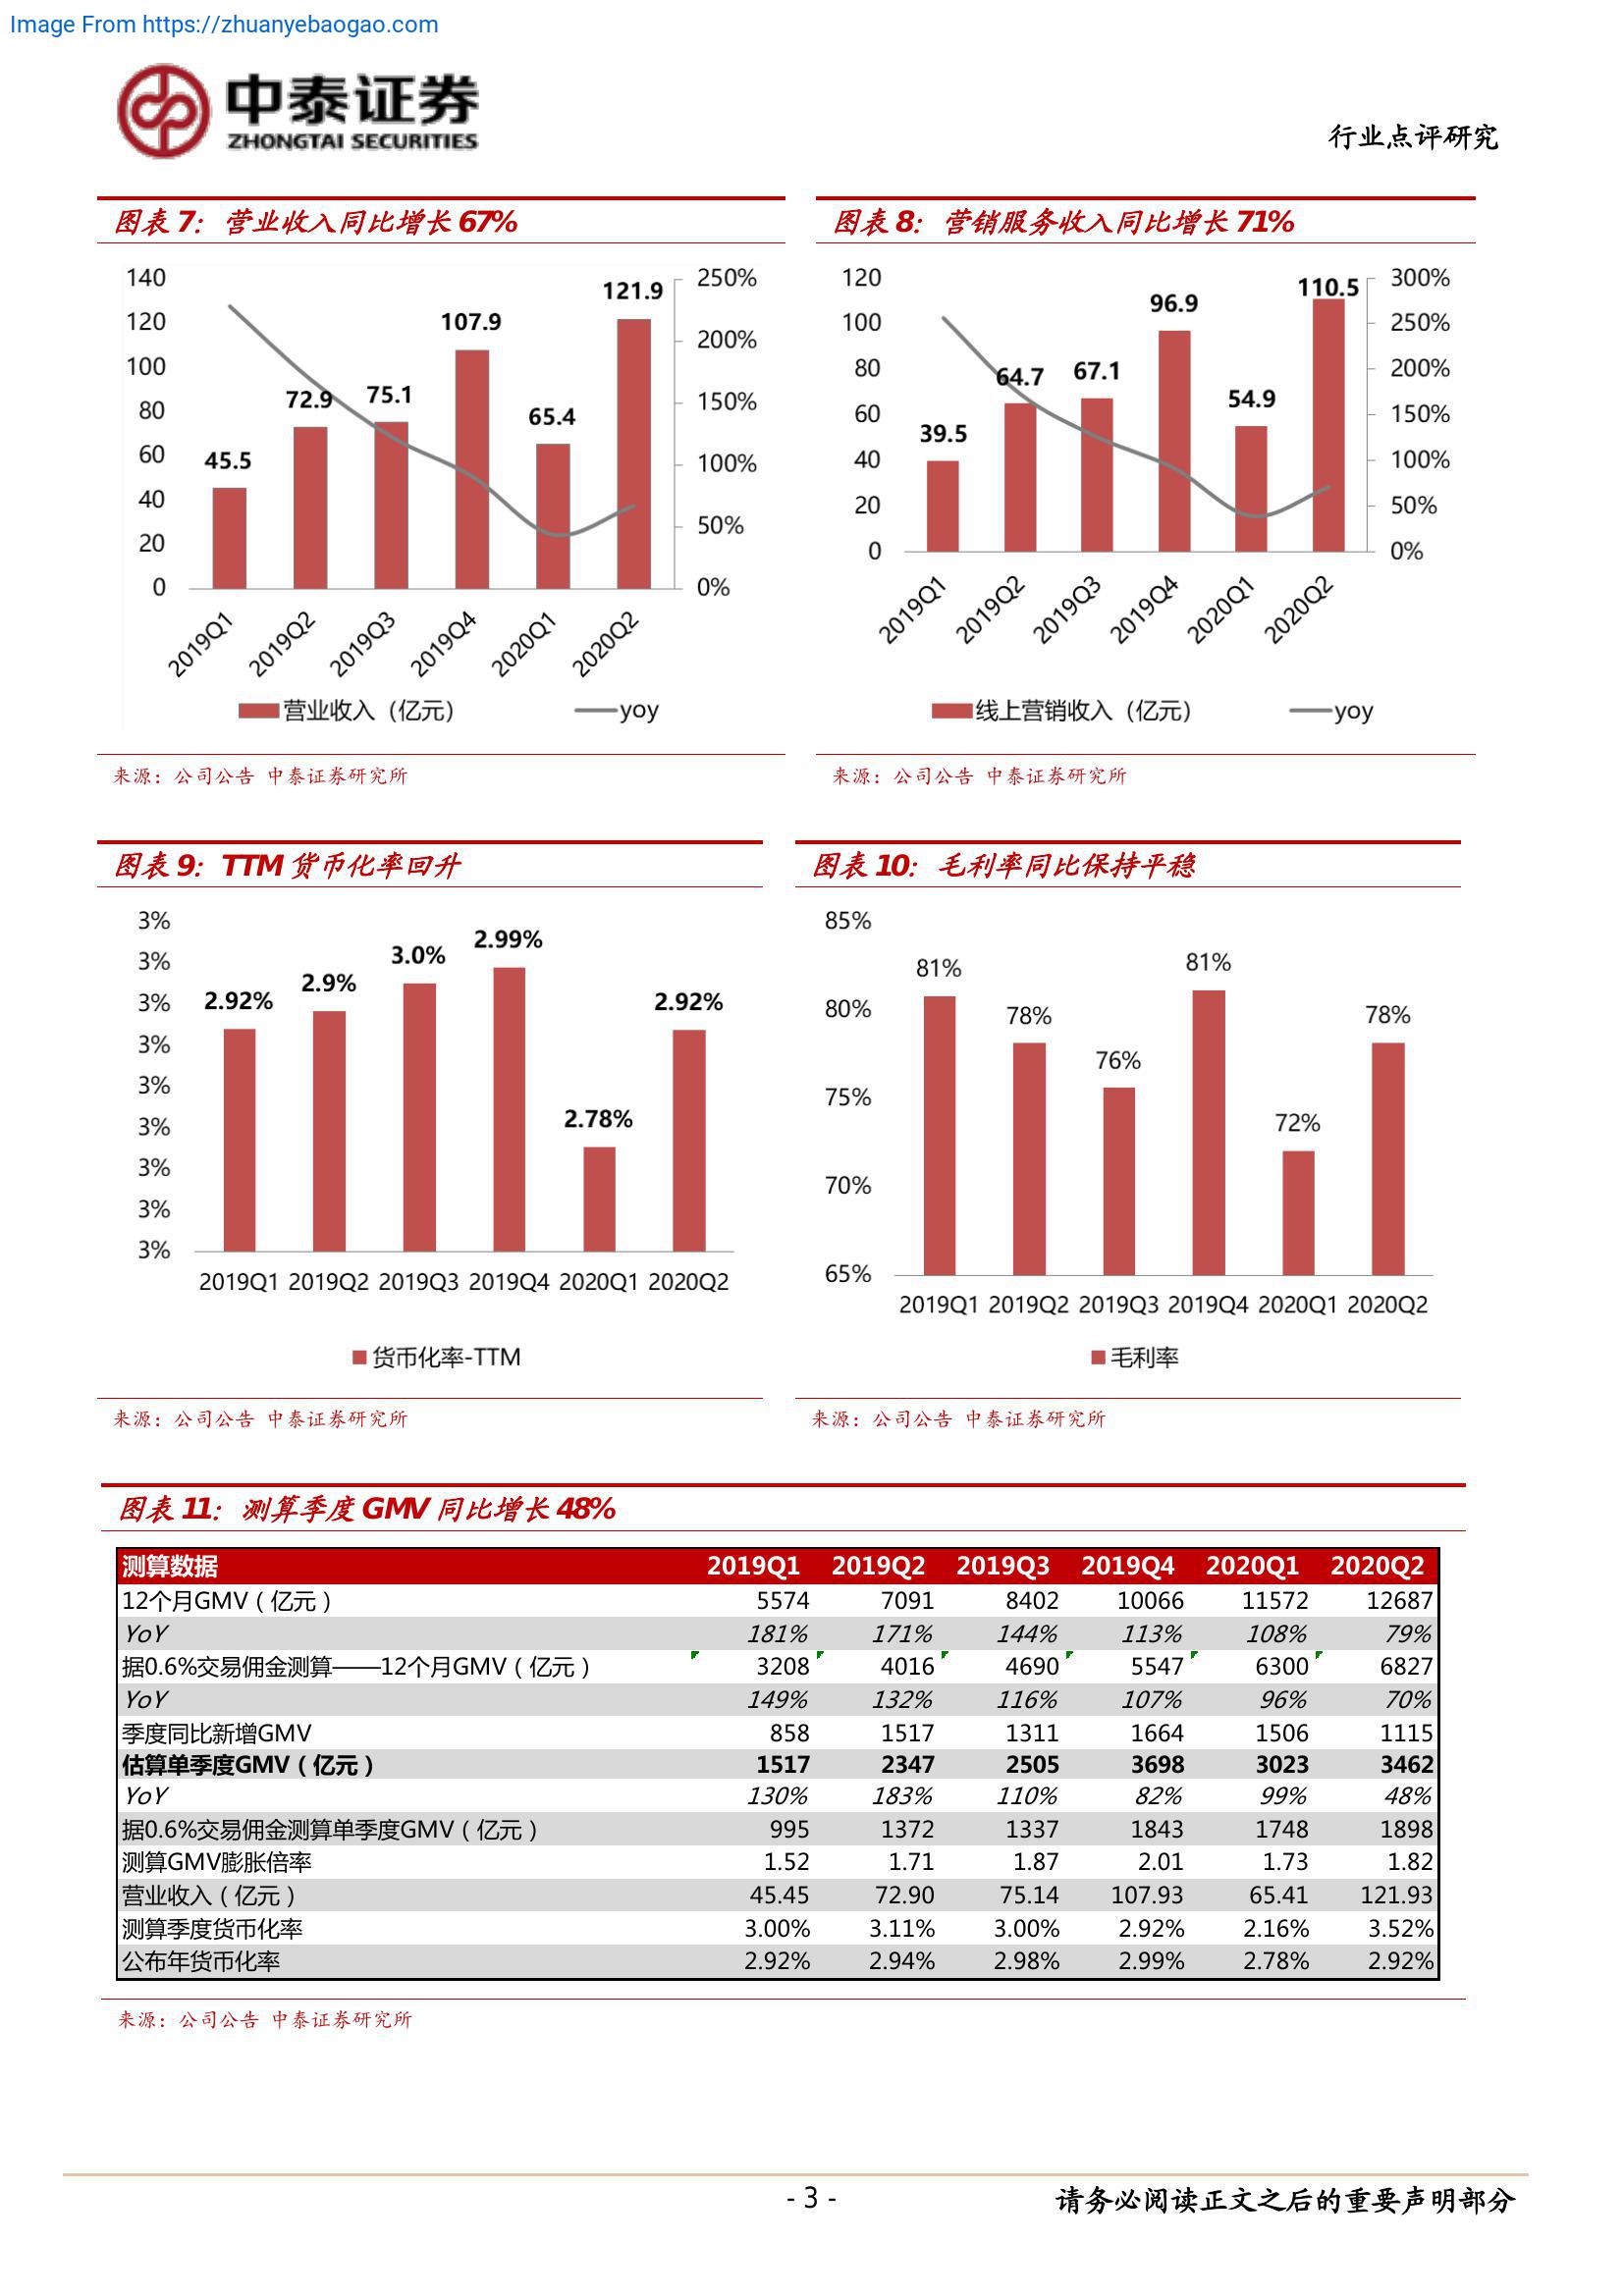 Image From https://zhuanyebaogao.com
中泰证券
ZHONGTAI SECURITIES
行业点评研究
图表 7：营业收入同比增长 67%
140
120
100
80
60
40
20
0
250%
200%
150%
100%
50%
0%
45.5
72.9
75.1
107.9
65.4
121.9
2019Q1
2019Q2
2019Q3
2019Q4
2020Q1
2020Q2
营业收入（亿元）
yoy
来源：公司公告 中泰证券研究所
图表 8：营销服务收入同比增长 71%
120
100
80
60
40
20
0
300%
250%
200%
150%
100%
50%
0%
39.5
64.7
67.1
96.9
54.9
110.5
2019Q1
2019Q2
2019Q3
2019Q4
2020Q1
2020Q2
线上营销收入（亿元）
yoy
来源：公司公告 中泰证券研究所
图表 9：TTM 货币化率回升
3%
3%
3%
3%
3%
3%
3%
3%
3%
2.92%
2.9%
3.0%
2.99%
2.78%
2.92%
2019Q1 2019Q2 2019Q3 2019Q4 2020Q1 2020Q2
货币化率-TTM
来源：公司公告 中泰证券研究所
图表 10：毛利率同比保持平稳
85%
80%
75%
70%
65%
81%
78%
76%
81%
72%
78%
2019Q1 2019Q2 2019Q3 2019Q4 2020Q1 2020Q2
毛利率
来源：公司公告 中泰证券研究所
图表 11：测算季度 GMV 同比增长 48%
测算数据 2019Q1 2019Q2 2019Q3 2019Q4 2020Q1 2020Q2
12个月GMV（亿元） 5574 7091 8402 10066 11572 12687
YoY 181% 171% 144% 113% 108% 79%
据0.6%交易佣金测算——12个月GMV（亿元） 3208 4016 4690 5547 6300 6827
YoY 149% 132% 116% 107% 96% 70%
季度同比新增GMV 858 1517 1311 1664 1506 1115
估算单季度GMV（亿元） 1517 2347 2505 3698 3023 3462
YoY 130% 183% 110% 82% 99% 48%
据0.6%交易佣金测算单季度GMV（亿元） 995 1372 1337 1843 1748 1898
测算GMV膨胀倍率 1.52 1.71 1.87 2.01 1.73 1.82
营业收入（亿元） 45.45 72.90 75.14 107.93 65.41 121.93
测算季度货币化率 3.00% 3.11% 3.00% 2.92% 2.16% 3.52%
公布年货币化率 2.92% 2.94% 2.98% 2.99% 2.78% 2.92%
来源：公司公告 中泰证券研究所
- 3 -
请务必阅读正文之后的重要声明部分